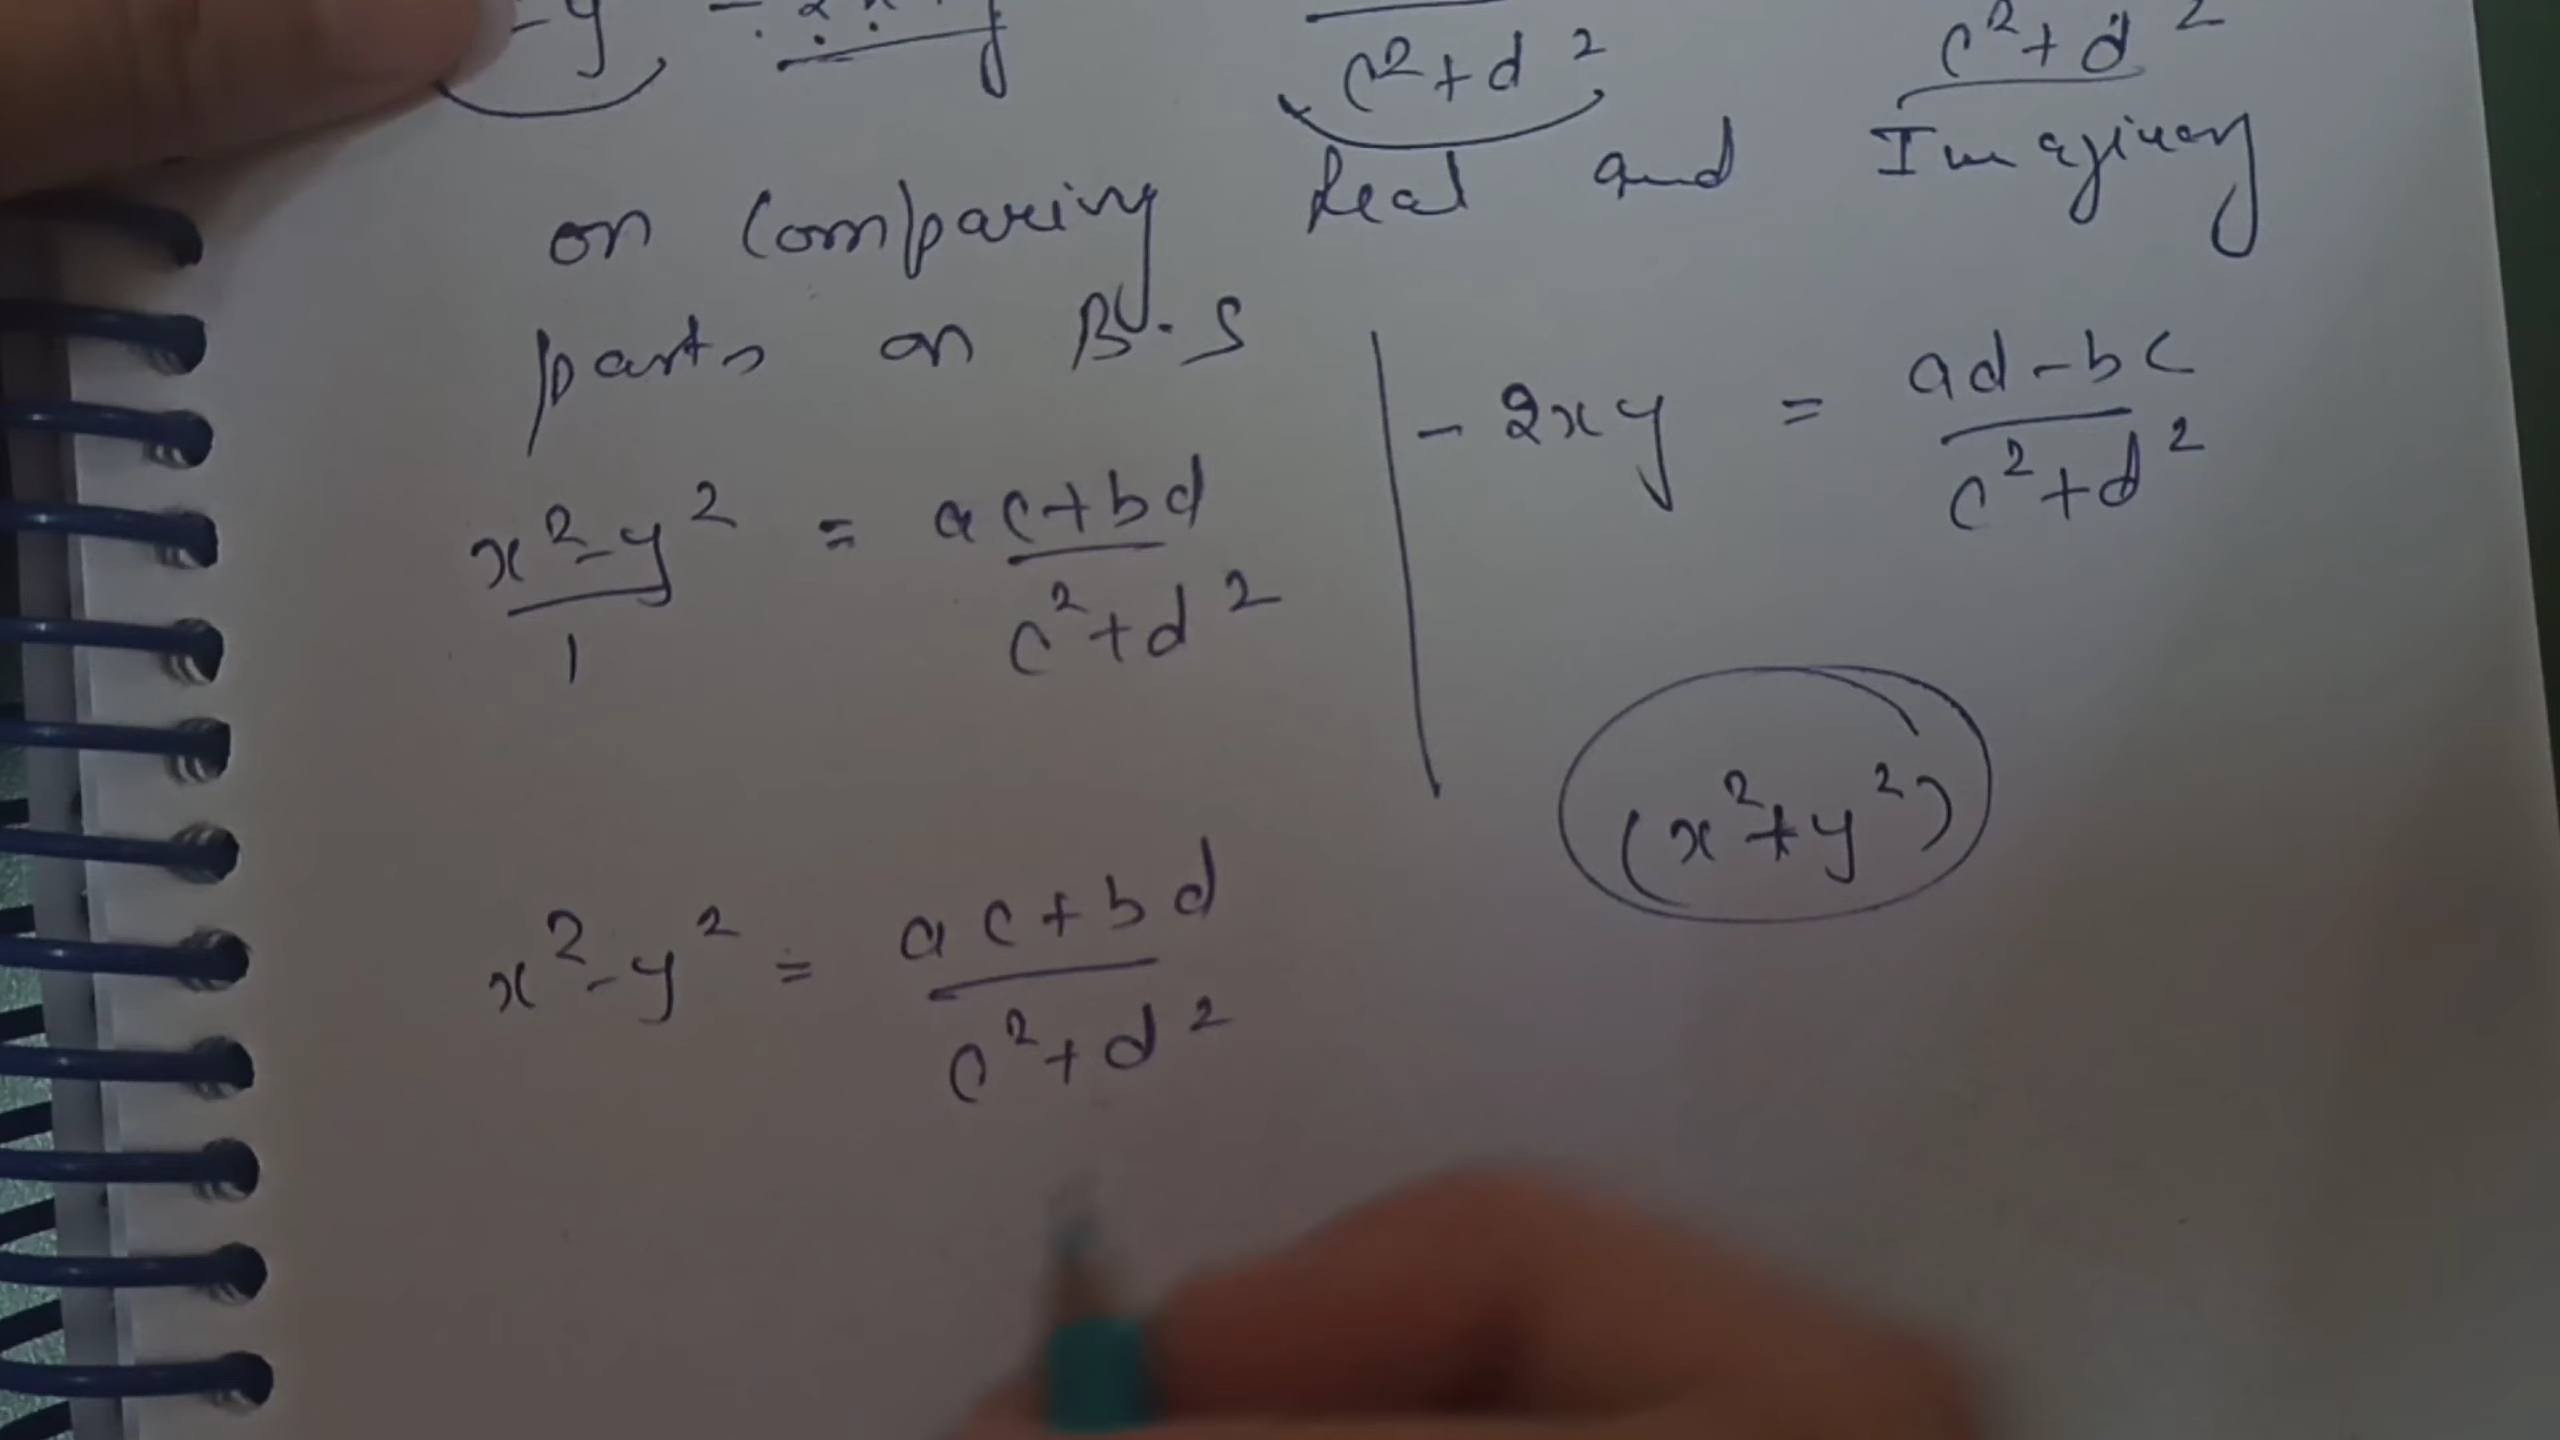 - y - 2xy
c²+d² c²+d²
on Comparing Real and Imaginary
parts on B.S
x²-y²/1 = ac+bd/c²+d²
-2xy = ad-bc/c²+d²
(x²+y²)
x²-y² = ac+bd/c²+d²